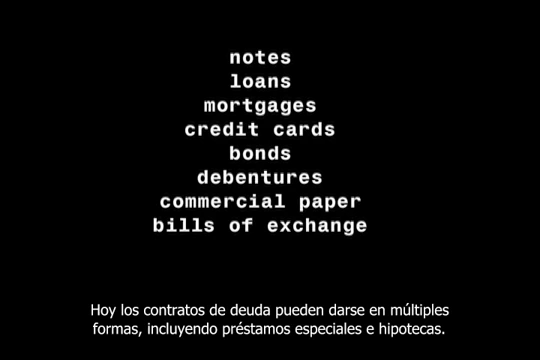 notes
loans
mortgages
credit cards
bonds
debentures
commercial paper
bills of exchange
Hoy los contratos de deuda pueden darse en múltiples
formas, incluyendo préstamos especiales e hipotecas.